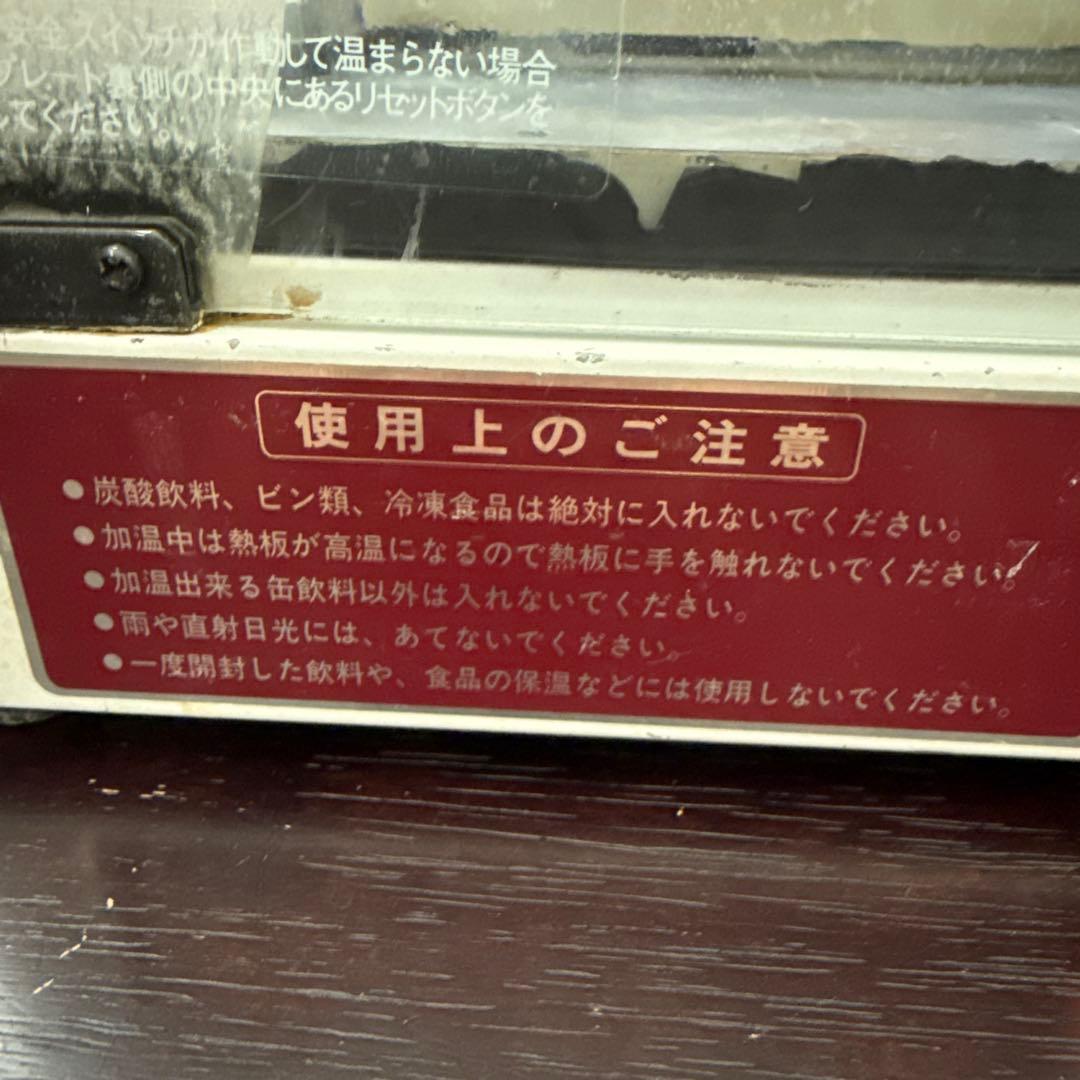 安全スイッチが作動して温まらない場合
プレート裏側の中央にあるリセットボタンを
してください。
使用上のご注意
●炭酸飲料、ビン類、冷凍食品は絶対に入れないでください。
●加温中は熱板が高温になるので熱板に手を触れないでください。
●加温出来る缶飲料以外は入れないでください。
●雨や直射日光には、あてないでください。
●一度開封した飲料や、食品の保温などには使用しないでください。